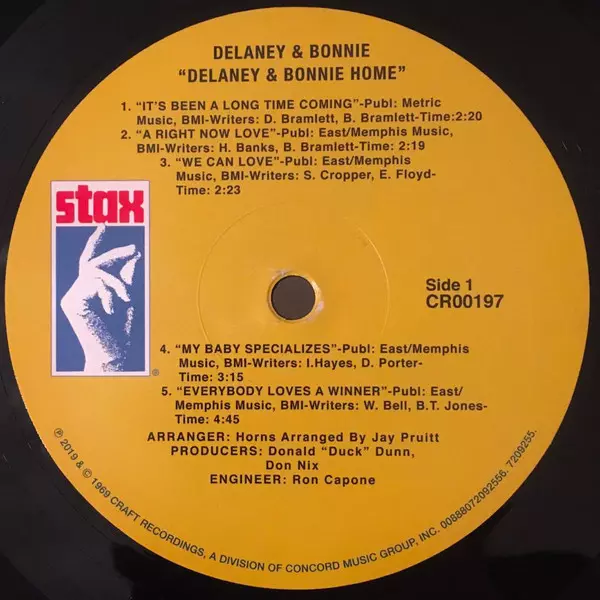 DELANEY & BONNIE
“DELANEY & BONNIE HOME”
1. “IT’S BEEN A LONG TIME COMING”-Publ: Metric
Music, BMI-Writers: D. Bramlett, B. Bramlett-Time:2:20
2. “A RIGHT NOW LOVE”-Publ: East/Memphis Music,
BMI-Writers: H. Banks, B. Bramlett-Time: 2:19
3. “WE CAN LOVE”-Publ: East/Memphis
Music, BMI-Writers: S. Cropper, E. Floyd-
Time: 2:23
stax
®
Side 1
CR00197
4. “MY BABY SPECIALIZES”-Publ: East/Memphis
Music, BMI-Writers: I.Hayes, D. Porter-
Time: 3:15
5. “EVERYBODY LOVES A WINNER”-Publ: East/
Memphis Music, BMI-Writers: W. Bell, B.T. Jones-
Time: 4:45
ARRANGER: Horns Arranged By Jay Pruitt
PRODUCERS: Donald “Duck” Dunn,
Don Nix
ENGINEER: Ron Capone
℗ 2019 & © 1969 CRAFT RECORDINGS, A DIVISION OF CONCORD MUSIC GROUP, INC. 00888072092556. 7209255.